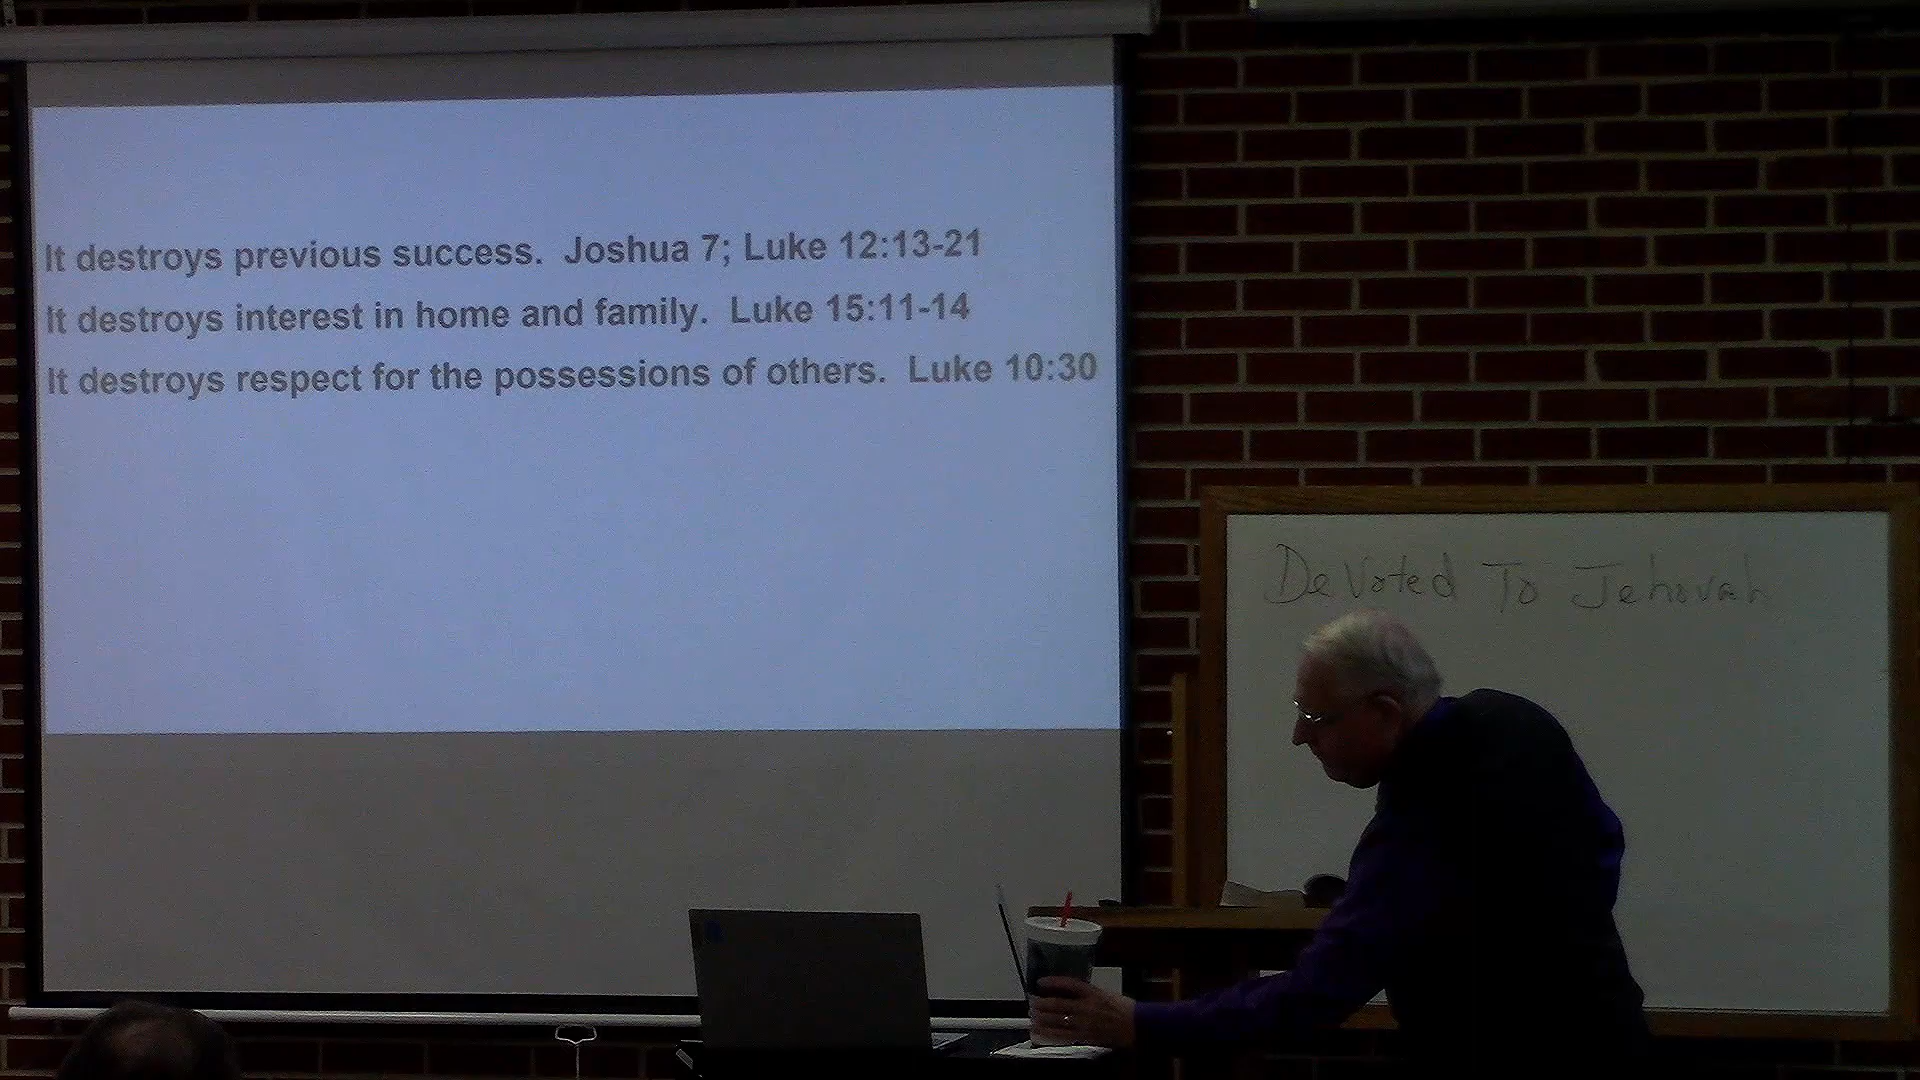 It destroys previous success. Joshua 7; Luke 12:13-21
It destroys interest in home and family. Luke 15:11-14
It destroys respect for the possessions of others. Luke 10:30
Devoted To Jehovah